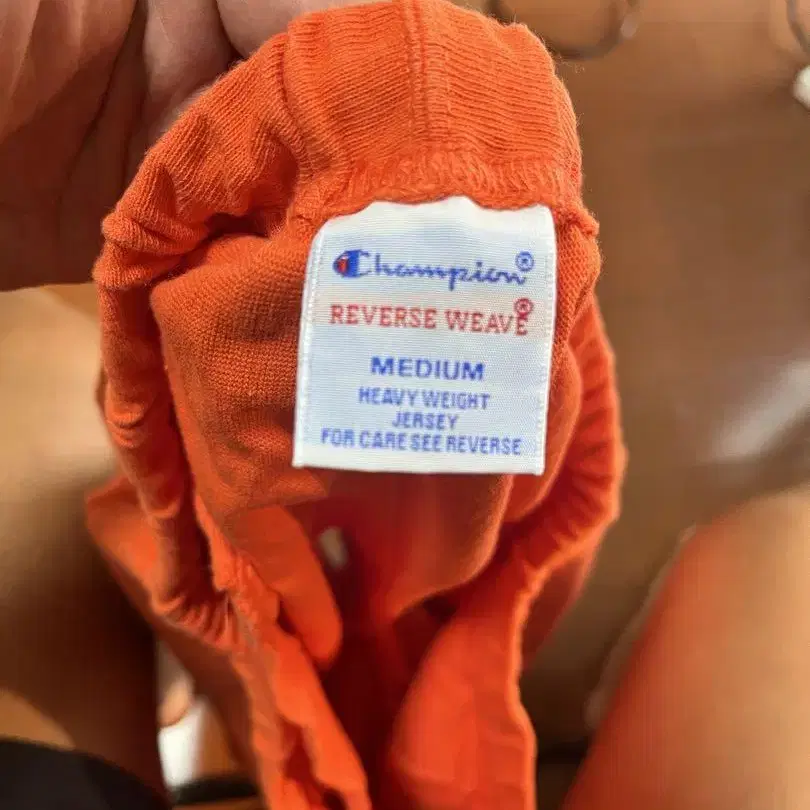 Champion®
REVERSE WEAVE®
MEDIUM
HEAVY WEIGHT
JERSEY
FOR CARE SEE REVERSE